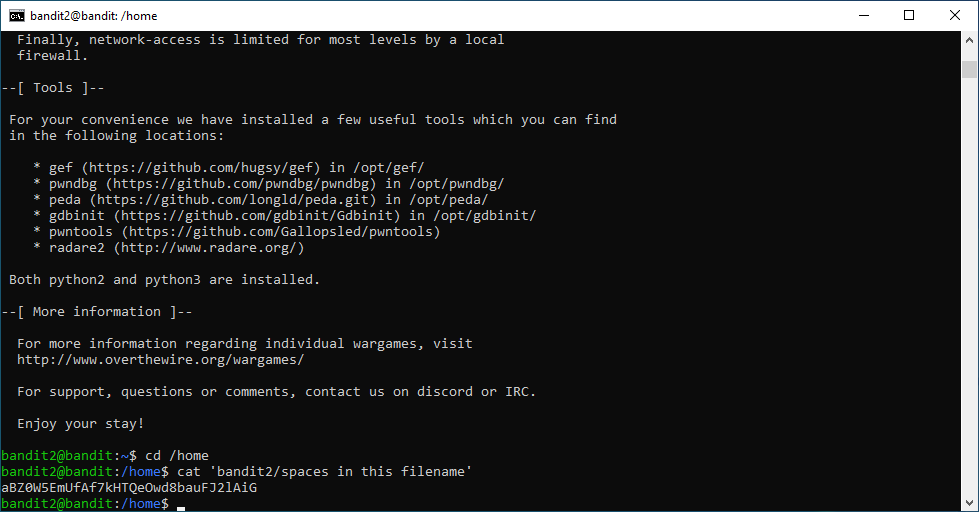 bandit2@bandit: /home
Finally, network-access is limited for most levels by a local
firewall.
--[ Tools ]--
For your convenience we have installed a few useful tools which you can find
in the following locations:
* gef (https://github.com/hugsy/gef) in /opt/gef/
* pwndbg (https://github.com/pwndbg/pwndbg) in /opt/pwndbg/
* peda (https://github.com/longld/peda.git) in /opt/peda/
* gdbinit (https://github.com/gdbinit/Gdbinit) in /opt/gdbinit/
* pwntools (https://github.com/Gallopsled/pwntools)
* radare2 (http://www.radare.org/)
Both python2 and python3 are installed.
--[ More information ]--
For more information regarding individual wargames, visit
http://www.overthewire.org/wargames/
For support, questions or comments, contact us on discord or IRC.
Enjoy your stay!
bandit2@bandit:~$ cd /home
bandit2@bandit:/home$ cat 'bandit2/spaces in this filename'
aBZ0W5EmUfAf7kHTQeOwd8bauFJ2lAiG
bandit2@bandit:/home$